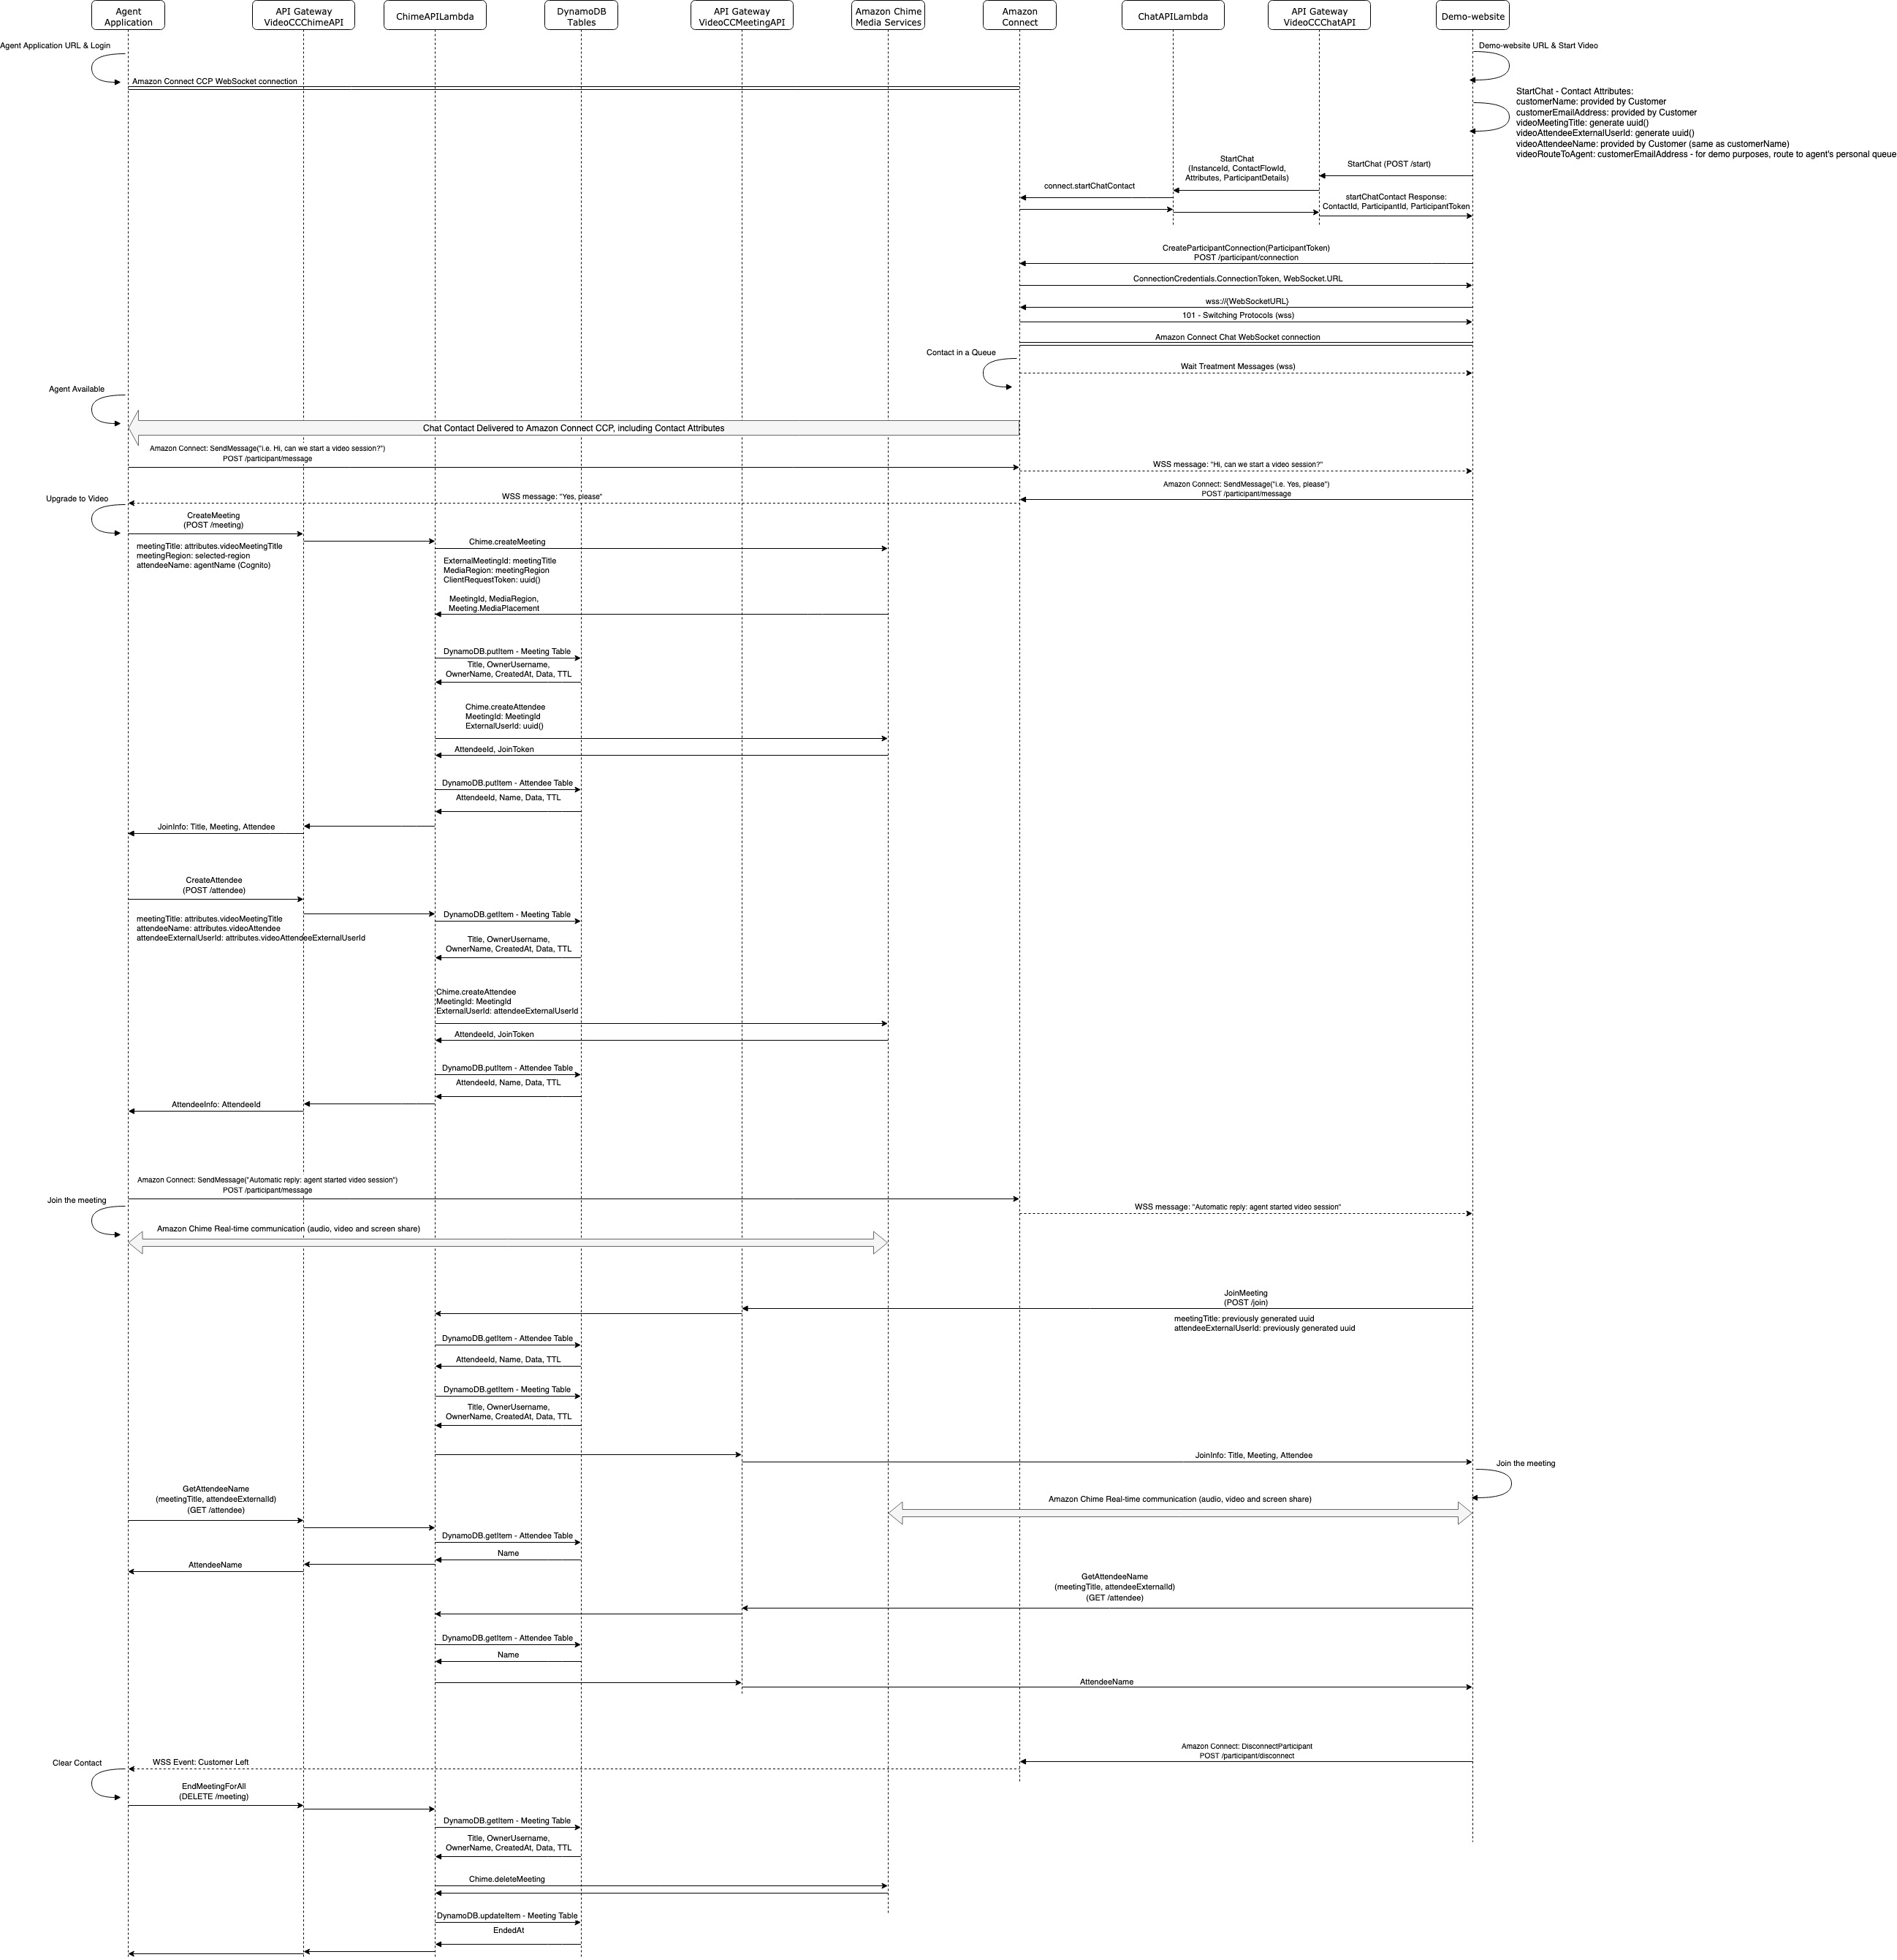 Agent
Application
API Gateway
VideoCCChimeAPI
ChimeAPILambda
DynamoDB
Tables
API Gateway
VideoCCMeetingAPI
Amazon Chime
Media Services
Amazon
Connect
ChatAPILambda
API Gateway
VideoCCChatAPI
Demo-website
Agent Application URL & Login
Demo-website URL & Start Video
Amazon Connect CCP WebSocket connection
StartChat - Contact Attributes:
customerName: provided by Customer
customerEmailAddress: provided by Customer
videoMeetingTitle: generate uuid()
videoAttendeeExternalUserId: generate uuid()
videoAttendeeName: provided by Customer (same as customerName)
videoRouteToAgent: customerEmailAddress - for demo purposes, route to agent's personal queue
StartChat (POST /start)
StartChat
(InstanceId, ContactFlowId,
Attributes, ParticipantDetails)
connect.startChatContact
startChatContact Response:
ContactId, ParticipantId, ParticipantToken
CreateParticipantConnection(ParticipantToken)
POST /participant/connection
ConnectionCredentials.ConnectionToken, WebSocket.URL
wss://{WebSocketURL}
101 - Switching Protocols (wss)
Amazon Connect Chat WebSocket connection
Contact in a Queue
Wait Treatment Messages (wss)
Agent Available
Chat Contact Delivered to Amazon Connect CCP, including Contact Attributes
Amazon Connect: SendMessage("i.e. Hi, can we start a video session?")
POST /participant/message
WSS message: "Hi, can we start a video session?"
Amazon Connect: SendMessage("i.e. Yes, please")
POST /participant/message
WSS message: "Yes, please"
Upgrade to Video
CreateMeeting
(POST /meeting)
meetingTitle: attributes.videoMeetingTitle
meetingRegion: selected-region
attendeeName: agentName (Cognito)
Chime.createMeeting
ExternalMeetingId: meetingTitle
MediaRegion: meetingRegion
ClientRequestToken: uuid()
MeetingId, MediaRegion,
Meeting.MediaPlacement
DynamoDB.putItem - Meeting Table
Title, OwnerUsername,
OwnerName, CreatedAt, Data, TTL
Chime.createAttendee
MeetingId: MeetingId
ExternalUserId: uuid()
AttendeeId, JoinToken
DynamoDB.putItem - Attendee Table
AttendeeId, Name, Data, TTL
JoinInfo: Title, Meeting, Attendee
CreateAttendee
(POST /attendee)
meetingTitle: attributes.videoMeetingTitle
attendeeName: attributes.videoAttendee
attendeeExternalUserId: attributes.videoAttendeeExternalUserId
DynamoDB.getItem - Meeting Table
Title, OwnerUsername,
OwnerName, CreatedAt, Data, TTL
Chime.createAttendee
MeetingId: MeetingId
ExternalUserId: attendeeExternalUserId
AttendeeId, JoinToken
DynamoDB.putItem - Attendee Table
AttendeeId, Name, Data, TTL
AttendeeInfo: AttendeeId
Amazon Connect: SendMessage("Automatic reply: agent started video session")
POST /participant/message
Join the meeting
WSS message: "Automatic reply: agent started video session"
Amazon Chime Real-time communication (audio, video and screen share)
JoinMeeting
(POST /join)
meetingTitle: previously generated uuid
attendeeExternalUserId: previously generated uuid
DynamoDB.getItem - Attendee Table
AttendeeId, Name, Data, TTL
DynamoDB.getItem - Meeting Table
Title, OwnerUsername,
OwnerName, CreatedAt, Data, TTL
JoinInfo: Title, Meeting, Attendee
Join the meeting
GetAttendeeName
(meetingTitle, attendeeExternalId)
(GET /attendee)
Amazon Chime Real-time communication (audio, video and screen share)
DynamoDB.getItem - Attendee Table
Name
AttendeeName
GetAttendeeName
(meetingTitle, attendeeExternalId)
(GET /attendee)
DynamoDB.getItem - Attendee Table
Name
AttendeeName
Amazon Connect: DisconnectParticipant
POST /participant/disconnect
Clear Contact
WSS Event: Customer Left
EndMeetingForAll
(DELETE /meeting)
DynamoDB.getItem - Meeting Table
Title, OwnerUsername,
OwnerName, CreatedAt, Data, TTL
Chime.deleteMeeting
DynamoDB.updateItem - Meeting Table
EndedAt